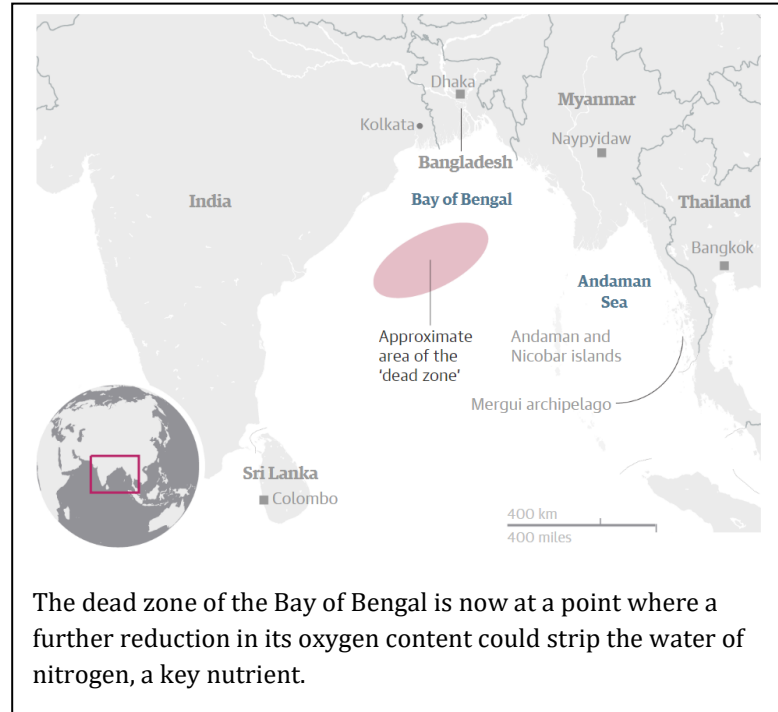 Dhaka
Myanmar
Kolkata
Naypyidaw
Bangladesh
India
Bay of Bengal
Thailand
Bangkok
Andaman
Sea
Approximate
area of the
'dead zone'
Andaman and
Nicobar islands
Mergui archipelago
Sri Lanka
Colombo
400 km
400 miles
The dead zone of the Bay of Bengal is now at a point where a
further reduction in its oxygen content could strip the water of
nitrogen, a key nutrient.